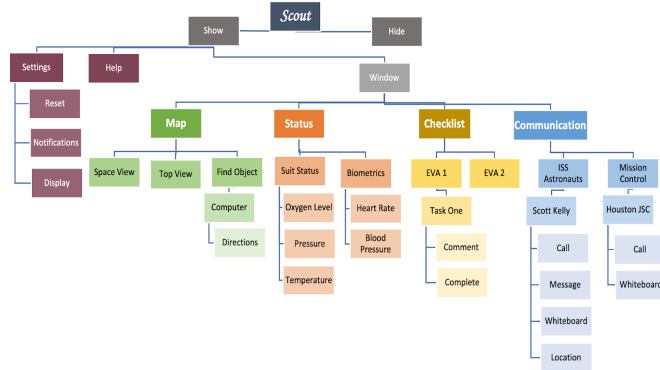 Scout
Show
Hide
Settings
Help
Window
Reset
Notifications
Display
Map
Status
Checklist
Communication
Space View
Top View
Find Object
Suit Status
Biometrics
EVA 1
EVA 2
ISS
Astronauts
Mission
Control
Computer
Oxygen Level
Heart Rate
Task One
Scott Kelly
Houston JSC
Directions
Pressure
Blood
Pressure
Comment
Call
Call
Temperature
Complete
Message
Whiteboard
Whiteboard
Location